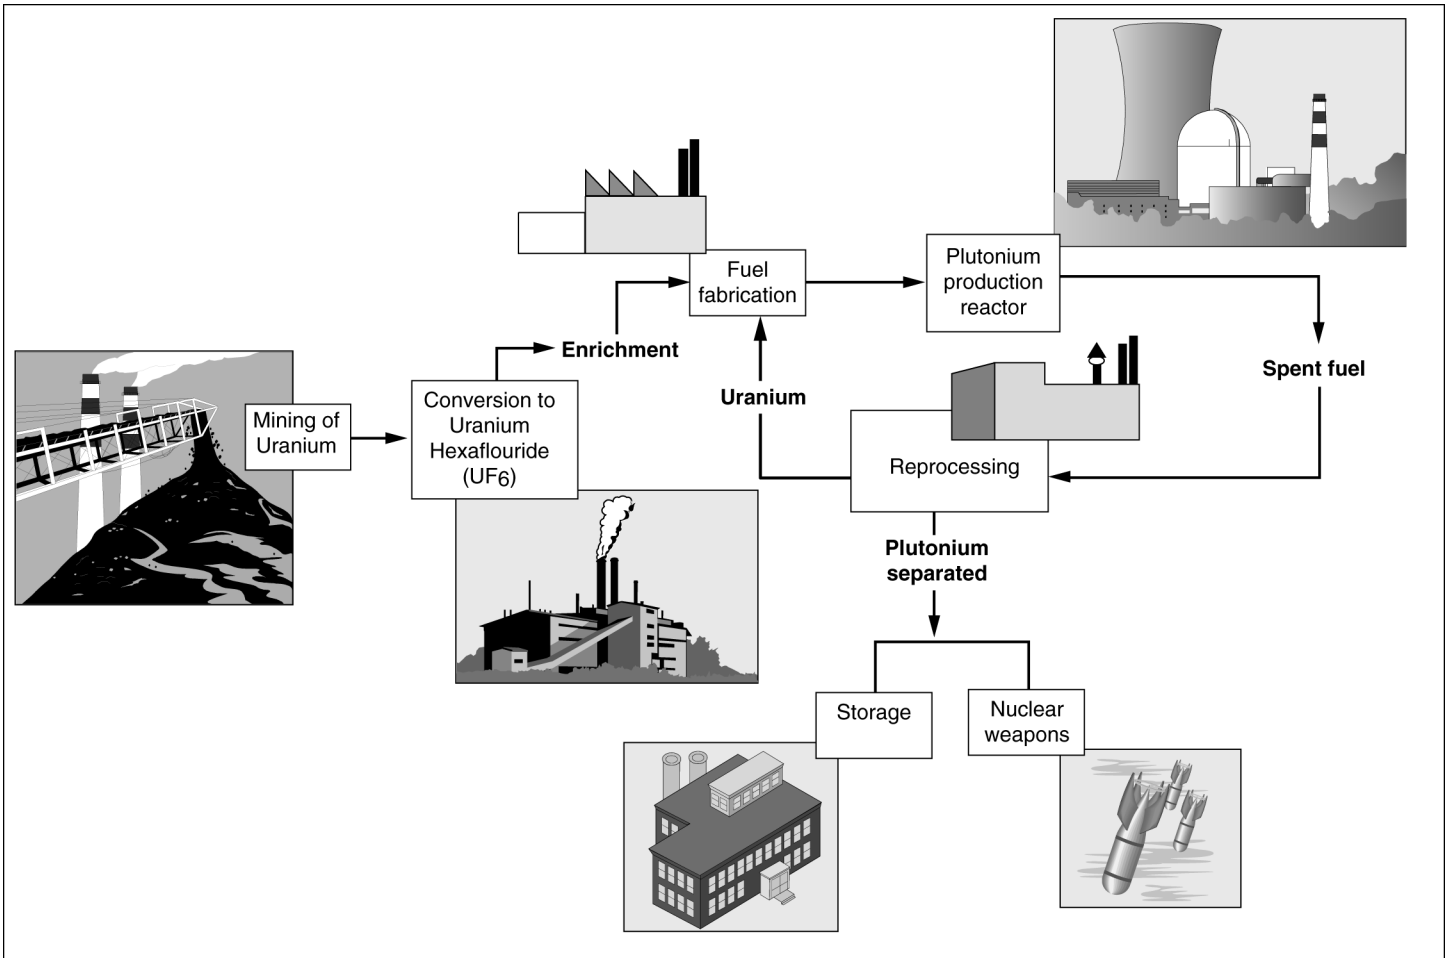 Mining of
Uranium
Conversion to
Uranium
Hexaflouride
(UF6)
Enrichment
Fuel
fabrication
Plutonium
production
reactor
Spent fuel
Reprocessing
Uranium
Plutonium
separated
Storage
Nuclear
weapons